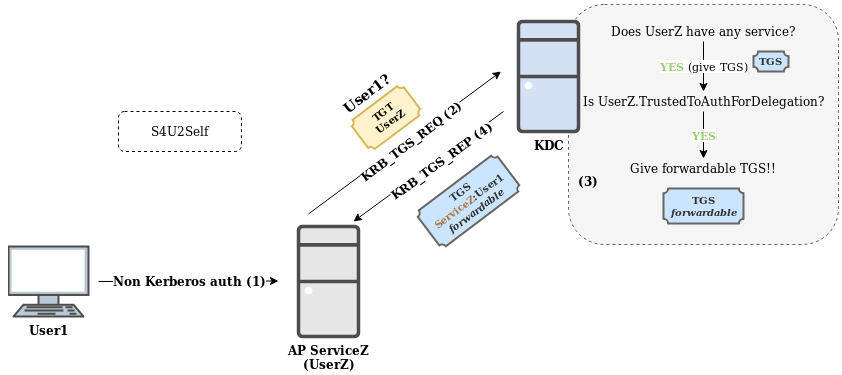 S4U2Self
User1
Non Kerberos auth (1)
AP ServiceZ
(UserZ)
User1?
TGT
UserZ
KRB_TGS_REQ (2)
KRB_TGS_REP (4)
TGS
ServiceZ:User1
forwardable
KDC
(3)
Does UserZ have any service?
YES (give TGS)
TGS
Is UserZ.TrustedToAuthForDelegation?
YES
Give forwardable TGS!!
TGS
forwardable